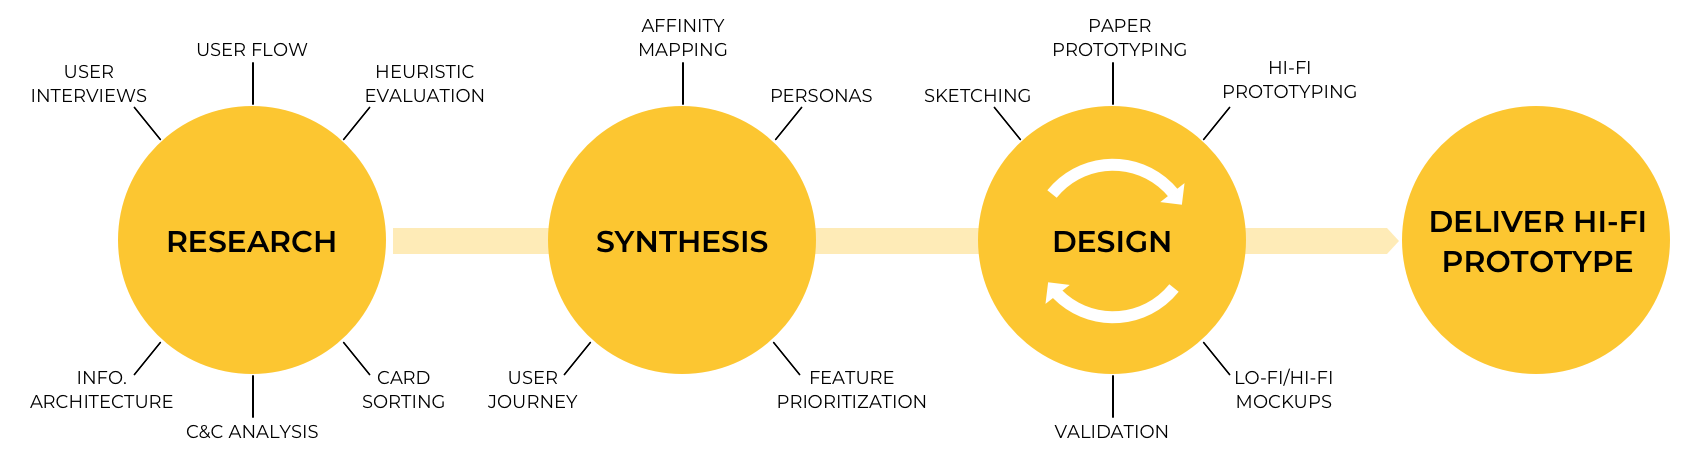 USER FLOW
USER
INTERVIEWS
HEURISTIC
EVALUATION
RESEARCH
INFO.
ARCHITECTURE
C&C ANALYSIS
CARD
SORTING
AFFINITY
MAPPING
PERSONAS
SYNTHESIS
USER
JOURNEY
FEATURE
PRIORITIZATION
SKETCHING
PAPER
PROTOTYPING
HI-FI
PROTOTYPING
DESIGN
VALIDATION
LO-FI/HI-FI
MOCKUPS
DELIVER HI-FI
PROTOTYPE